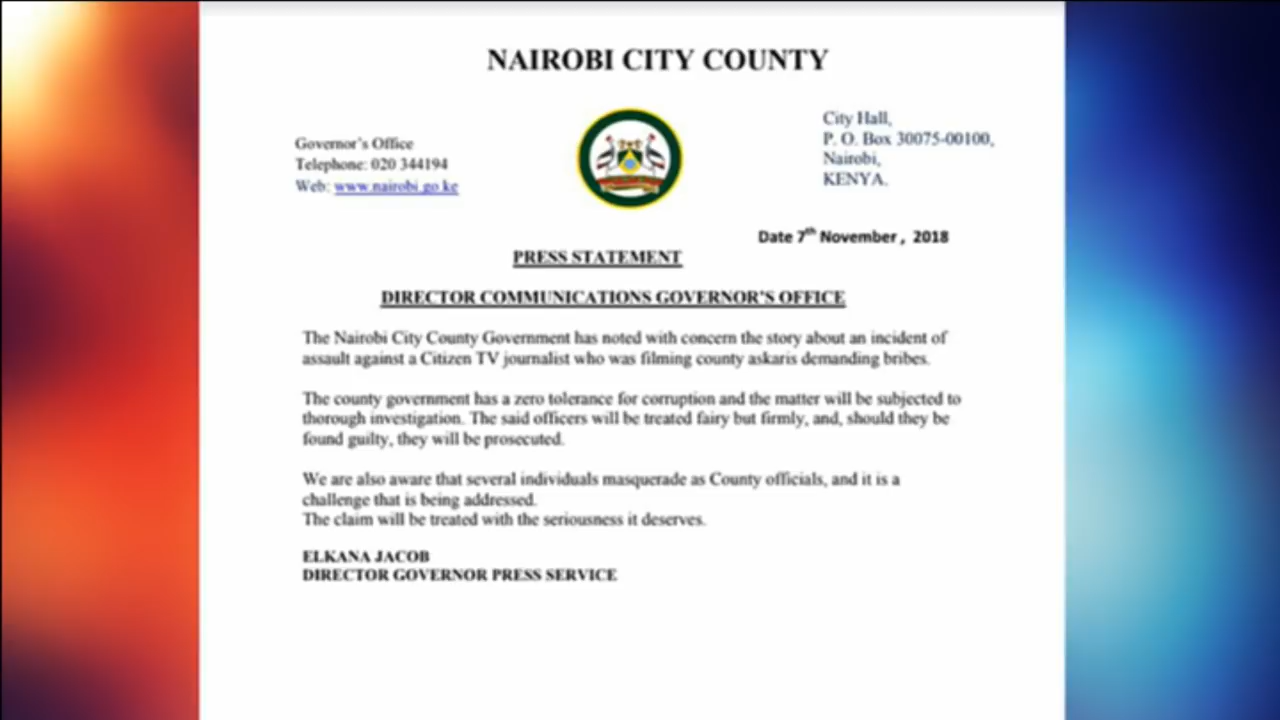 NAIROBI CITY COUNTY
Governor's Office
Telephone: 020 344194
Web: www.nairobi.go.ke
City Hall,
P. O. Box 30075-00100,
Nairobi,
KENYA.
Date 7th November , 2018
PRESS STATEMENT
DIRECTOR COMMUNICATIONS GOVERNOR'S OFFICE
The Nairobi City County Government has noted with concern the story about an incident of
assault against a Citizen TV journalist who was filming county askaris demanding bribes.
The county government has a zero tolerance for corruption and the matter will be subjected to
thorough investigation. The said officers will be treated fairy but firmly, and, should they be
found guilty, they will be prosecuted.
We are also aware that several individuals masquerade as County officials, and it is a
challenge that is being addressed.
The claim will be treated with the seriousness it deserves.
ELKANA JACOB
DIRECTOR GOVERNOR PRESS SERVICE